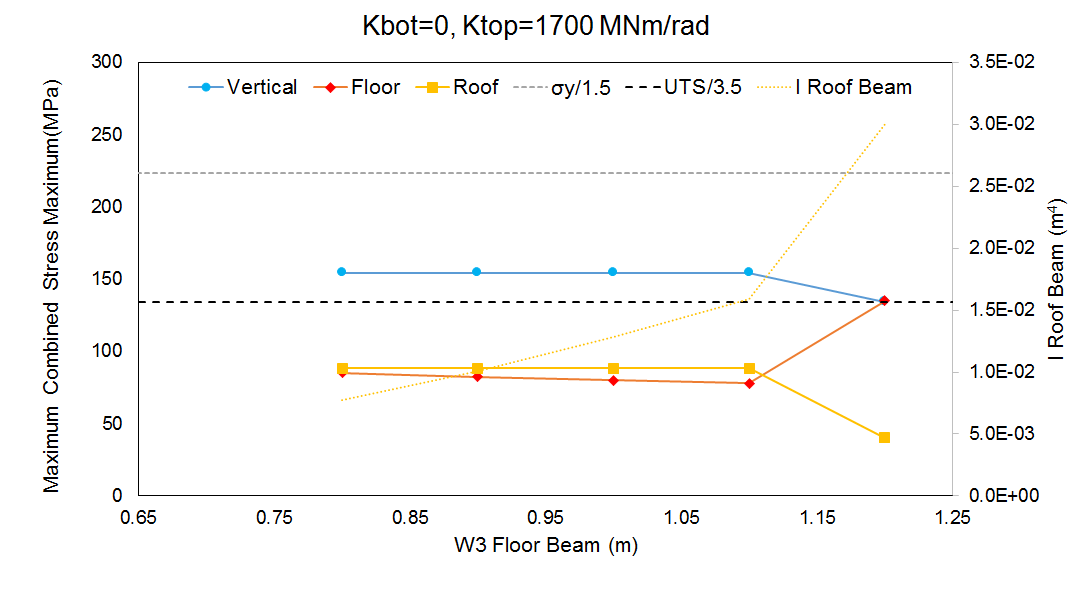 Kbot=0, Ktop=1700 MNm/rad
Vertical Floor Roof σy/1.5 UTS/3.5 I Roof Beam
Maximum Combined Stress Maximum(MPa)
300
250
200
150
100
50
0
3.5E-02
3.0E-02
2.5E-02
2.0E-02
1.5E-02
1.0E-02
5.0E-03
0.0E+00
I Roof Beam (m⁴)
0.65 0.75 0.85 0.95 1.05 1.15 1.25
W3 Floor Beam (m)